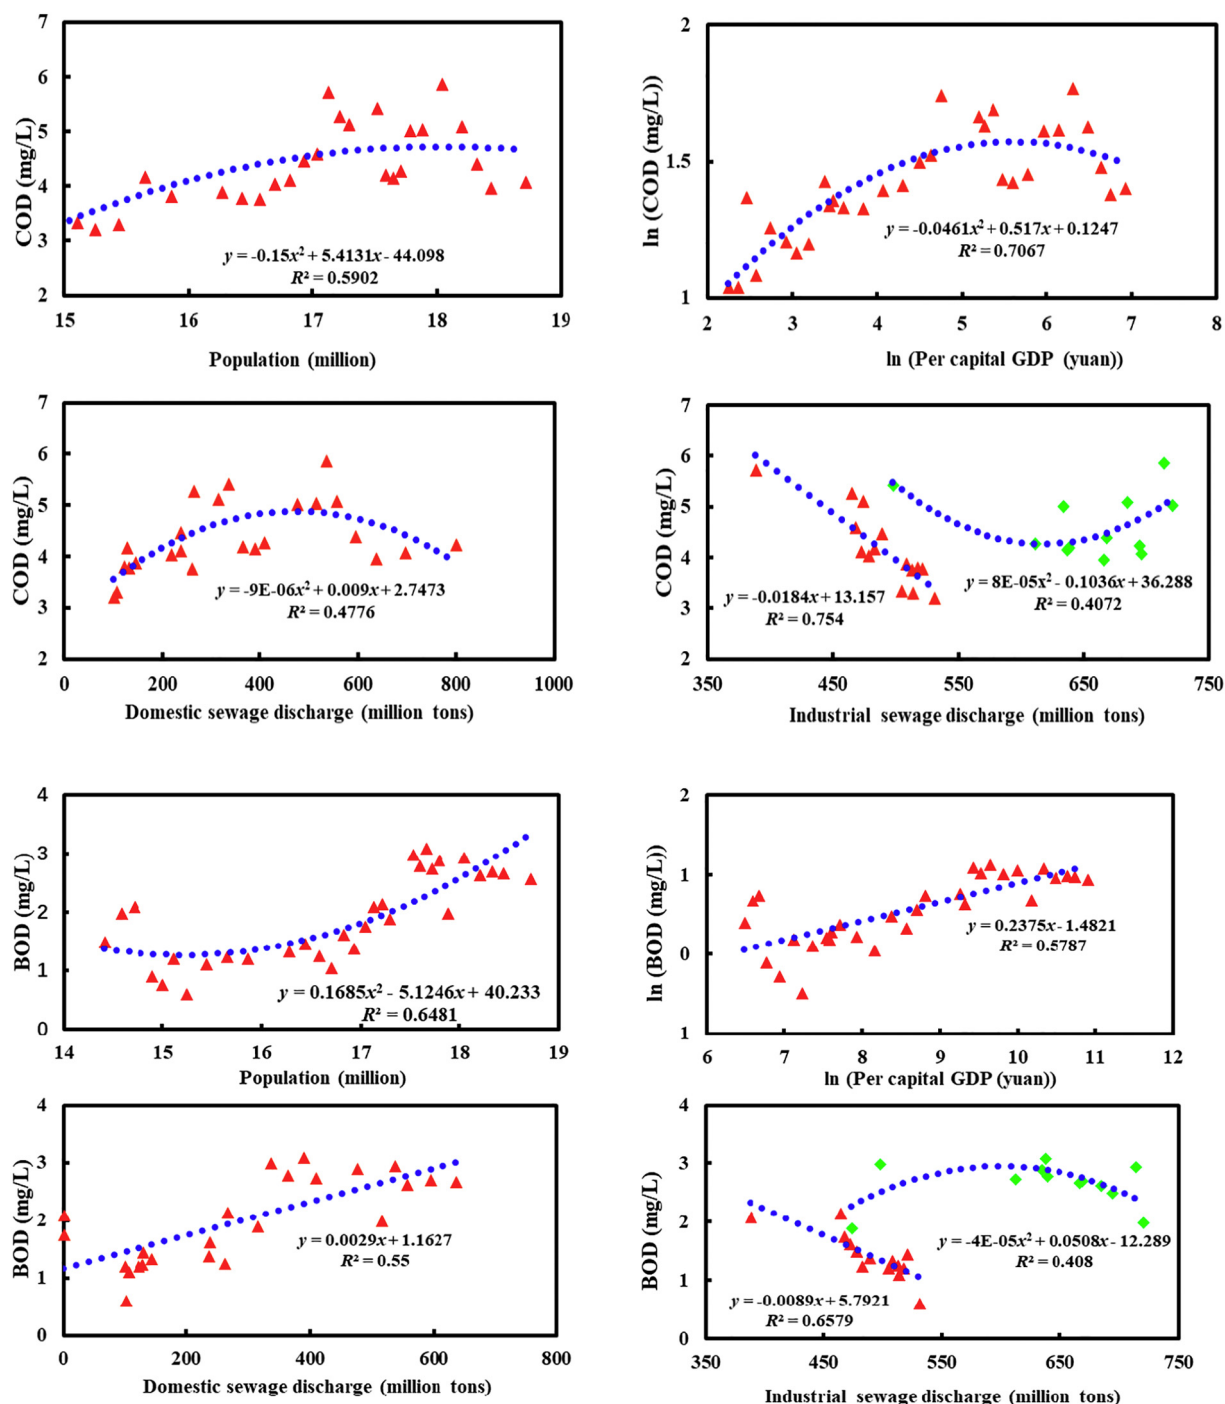 7
6
5
4
3
2
COD (mg/L)
y = -0.15x² + 5.4131x - 44.098
R² = 0.5902
15 16 17 18 19
Population (million)
2
1.5
1
ln (COD (mg/L))
y = -0.0461x² + 0.517x + 0.1247
R² = 0.7067
2 3 4 5 6 7 8
ln (Per capital GDP (yuan))
7
6
5
4
3
2
COD (mg/L)
y = -9E-06x² + 0.009x + 2.7473
R² = 0.4776
0 200 400 600 800 1000
Domestic sewage discharge (million tons)
7
6
5
4
3
2
COD (mg/L)
y = -0.0184x + 13.157
R² = 0.754
y = 8E-05x² - 0.1036x + 36.288
R² = 0.4072
350 450 550 650 750
Industrial sewage discharge (million tons)
4
3
2
1
0
BOD (mg/L)
y = 0.1685x² - 5.1246x + 40.233
R² = 0.6481
14 15 16 17 18 19
Population (million)
2
1
0
1
ln (BOD (mg/L))
y = 0.2375x - 1.4821
R² = 0.5787
6 7 8 9 10 11 12
ln (Per capital GDP (yuan))
4
3
2
1
0
BOD (mg/L)
y = 0.0029x + 1.1627
R² = 0.55
0 200 400 600 800
Domestic sewage discharge (million tons)
4
3
2
1
0
BOD (mg/L)
y = -4E-05x² + 0.0508x - 12.289
R² = 0.408
y = -0.0089x + 5.7921
R² = 0.6579
350 450 550 650 750
Industrial sewage discharge (million tons)